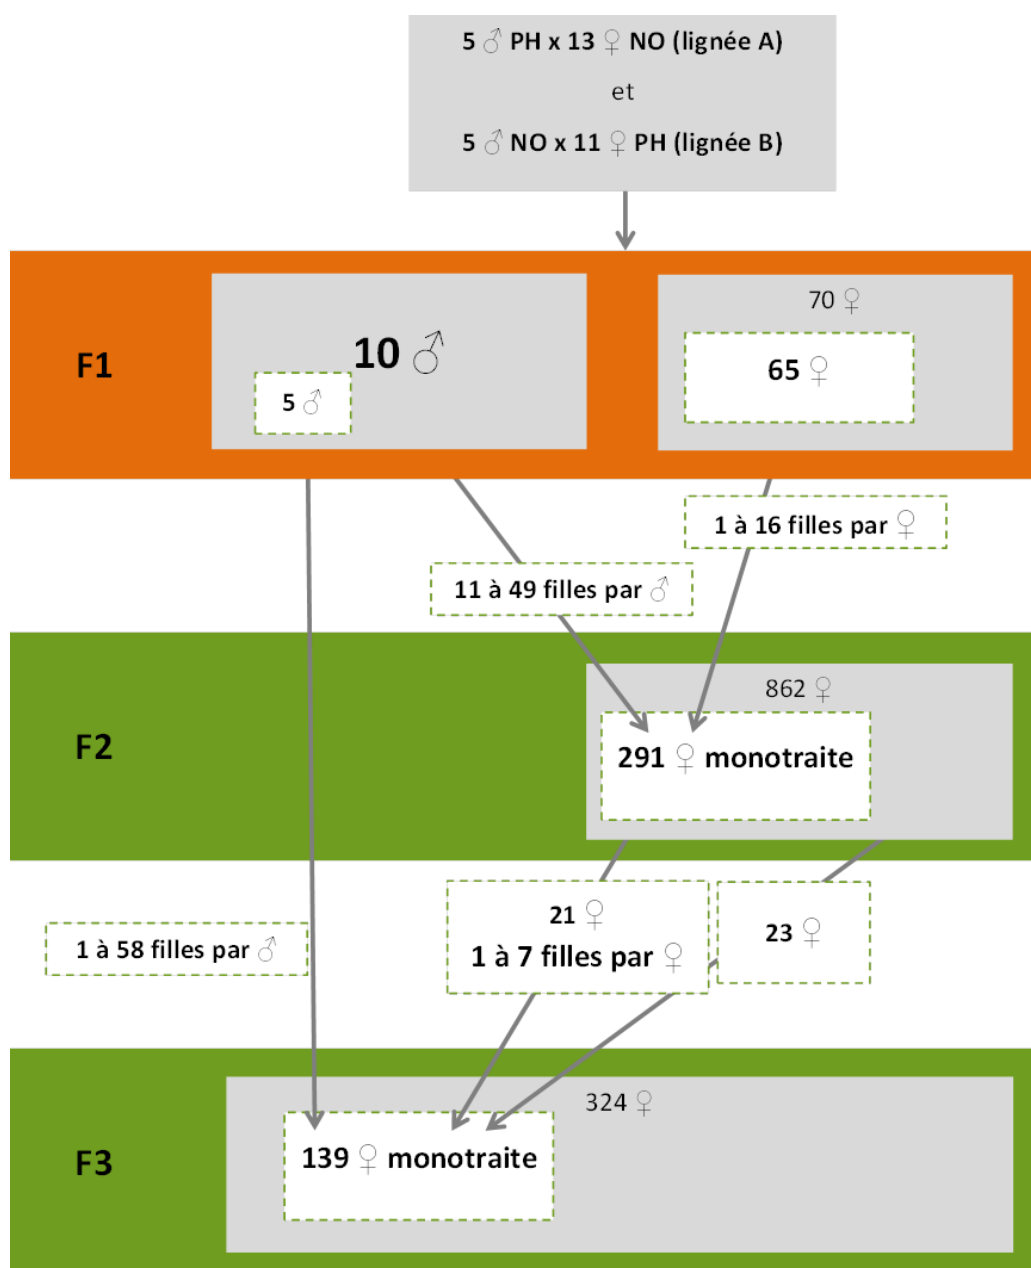 5 ♂ PH x 13 ♀ NO (lignée A)
et
5 ♂ NO x 11 ♀ PH (lignée B)
F1
10 ♂
5 ♂
70 ♀
65 ♀
1 à 16 filles par ♀
11 à 49 filles par ♂
F2
862 ♀
291 ♀ monotraite
1 à 58 filles par ♂
21 ♀
1 à 7 filles par ♀
23 ♀
F3
324 ♀
139 ♀ monotraite